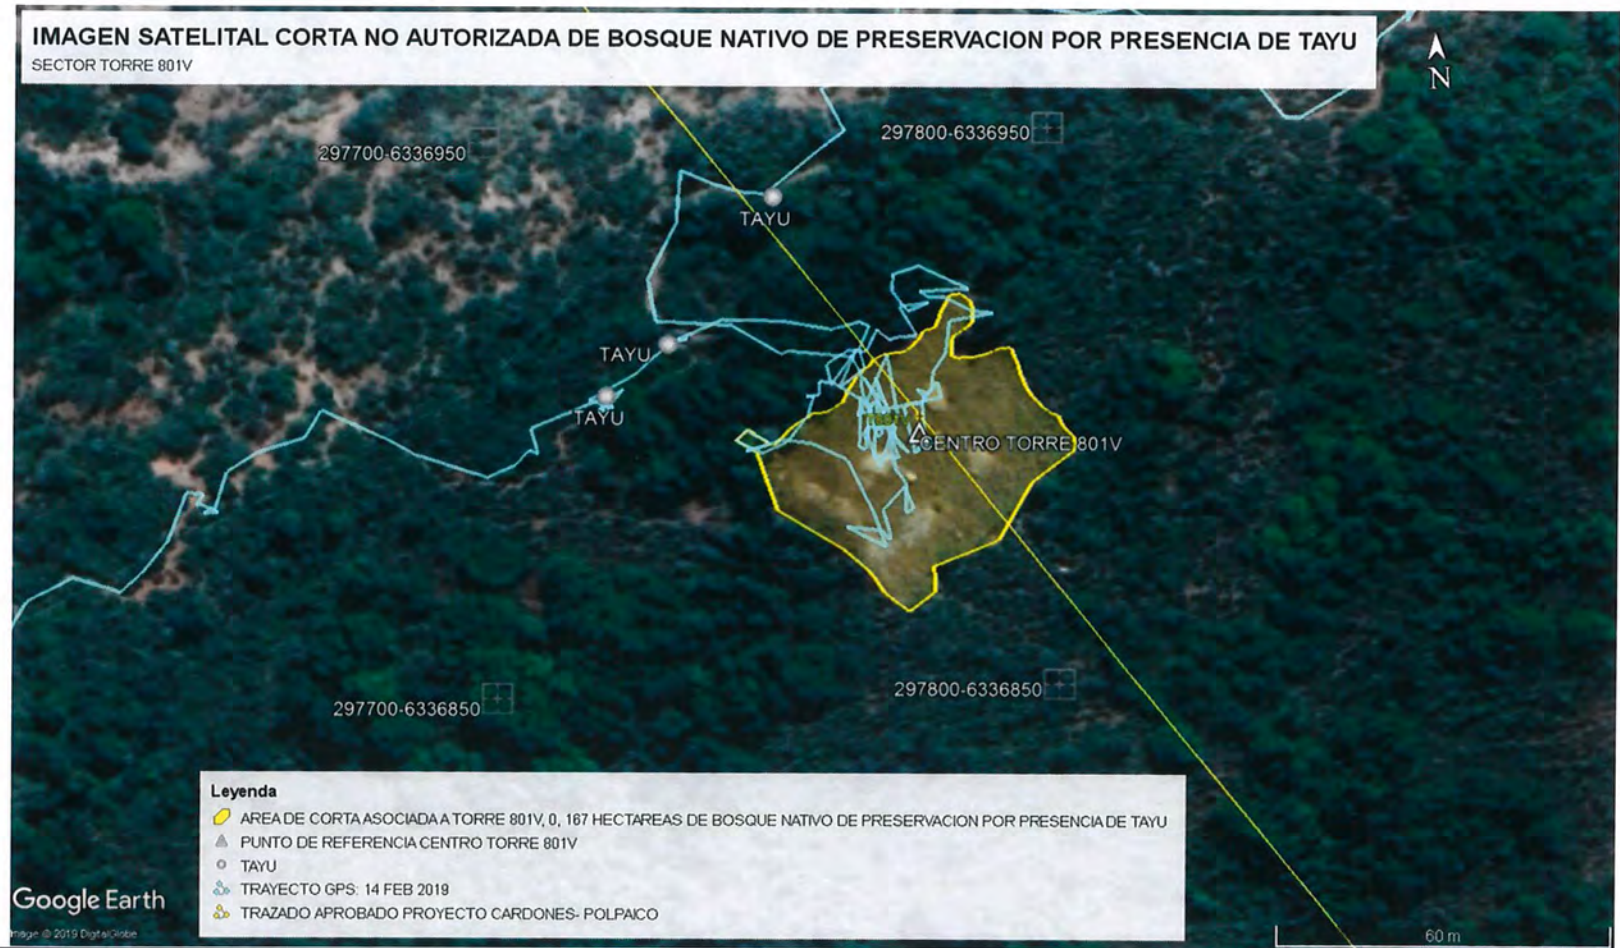 IMAGEN SATELITAL CORTA NO AUTORIZADA DE BOSQUE NATIVO DE PRESERVACION POR PRESENCIA DE TAYU
SECTOR TORRE 801V
N
297700-6336950
297800-6336950
TAYU
TAYU
TAYU
CENTRO TORRE 801V
297700-6336850
297800-6336850
Leyenda
AREA DE CORTA ASOCIADA A TORRE 801V, 0, 167 HECTAREAS DE BOSQUE NATIVO DE PRESERVACION POR PRESENCIA DE TAYU
PUNTO DE REFERENCIA CENTRO TORRE 801V
TAYU
TRAYECTO GPS: 14 FEB 2019
TRAZADO APROBADO PROYECTO CARDONES- POLPAICO
Google Earth
Image © 2019 DigitalGlobe
60 m